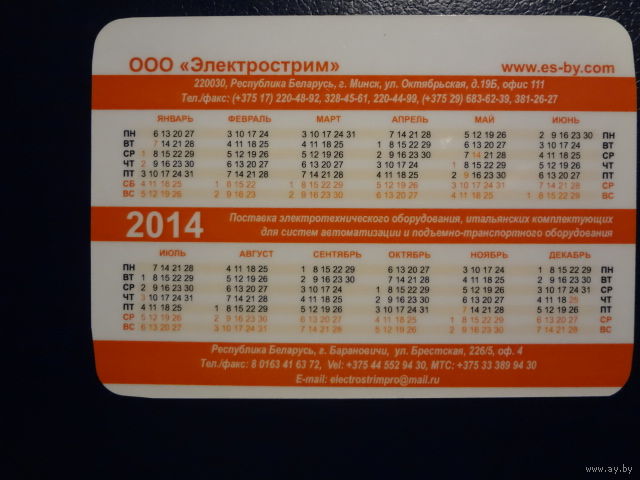 ООО «Электрострим» www.es-by.com
220030, Республика Беларусь, г. Минск, ул. Октябрьская, д.19Б, офис 111
Тел./факс: (+375 17) 220-48-92, 328-45-61, 220-44-99, (+375 29) 683-62-39, 381-26-27
ЯНВАРЬ ФЕВРАЛЬ МАРТ АПРЕЛЬ МАЙ ИЮНЬ
ПН 6 13 20 27 3 10 17 24 3 10 17 24 31 7 14 21 28 5 12 19 26 2 9 16 23 30 ПН
ВТ 7 14 21 28 4 11 18 25 4 11 18 25 1 8 15 22 29 6 13 20 27 3 10 17 24 ВТ
СР 1 8 15 22 29 5 12 19 26 5 12 19 26 2 9 16 23 30 7 14 21 28 4 11 18 25 СР
ЧТ 2 9 16 23 30 6 13 20 27 6 13 20 27 3 10 17 24 1 8 15 22 29 5 12 19 26 ЧТ
ПТ 3 10 17 24 31 7 14 21 28 7 14 21 28 4 11 18 25 2 9 16 23 30 6 13 20 27 ПТ
СБ 4 11 18 25 1 8 15 22 1 8 15 22 29 5 12 19 26 3 10 17 24 31 7 14 21 28 СР
ВС 5 12 19 26 2 9 16 23 2 9 16 23 30 6 13 20 27 4 11 18 25 1 8 15 22 29 ВС
2014 Поставка электротехнического оборудования, итальянских комплектующих
для систем автоматизации и подъемно-транспортного оборудования
ИЮЛЬ АВГУСТ СЕНТЯБРЬ ОКТЯБРЬ НОЯБРЬ ДЕКАБРЬ
ПН 7 14 21 28 4 11 18 25 1 8 15 22 29 6 13 20 27 3 10 17 24 1 8 15 22 29 ПН
ВТ 1 8 15 22 29 5 12 19 26 2 9 16 23 30 7 14 21 28 4 11 18 25 2 9 16 23 30 ВТ
СР 2 9 16 23 30 6 13 20 27 3 10 17 24 1 8 15 22 29 5 12 19 26 3 10 17 24 31 СР
ЧТ 3 10 17 24 31 7 14 21 28 4 11 18 25 2 9 16 23 30 6 13 20 27 4 11 18 25 ЧТ
ПТ 4 11 18 25 1 8 15 22 29 5 12 19 26 3 10 17 24 31 7 14 21 28 5 12 19 26 ПТ
СР 5 12 19 26 2 9 16 23 30 6 13 20 27 4 11 18 25 1 8 15 22 29 6 13 20 27 СР
ВС 6 13 20 27 3 10 17 24 31 7 14 21 28 5 12 19 26 2 9 16 23 30 7 14 21 28 ВС
Республика Беларусь, г. Барановичи, ул. Брестская, 226/5, оф. 4
Тел./факс: 8 0163 41 63 72, Vel: +375 44 552 94 30, МТС: +375 33 389 94 30
E-mail: electrostrimpro@mail.ru
www.ay.by